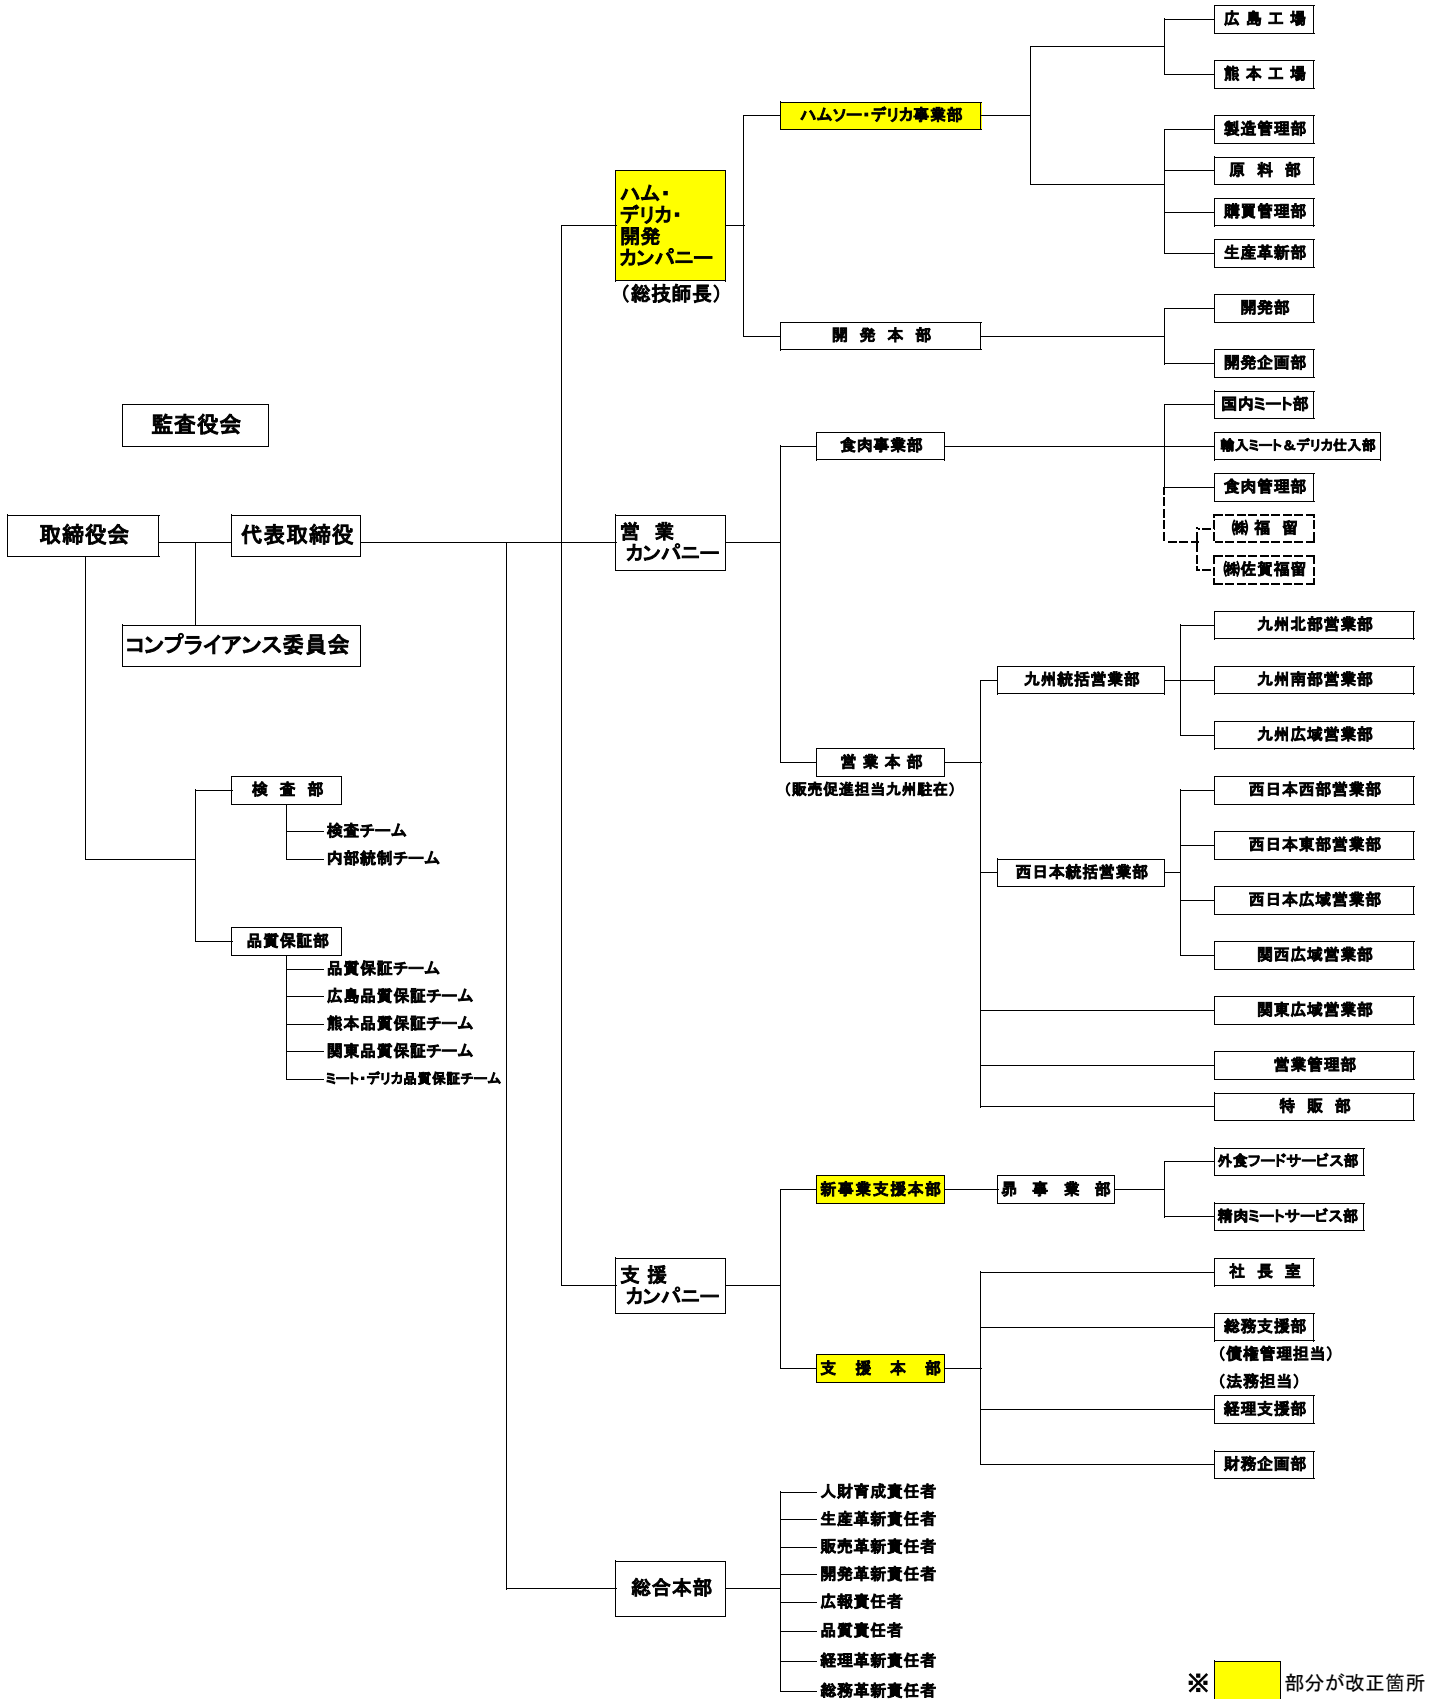 広 島 工 場
熊 本 工 場
ハムソー・デリカ事業部
製造管理部
原 料 部
購買管理部
生産革新部
ハム・
デリカ・
開発
カンパニー
（総技師長）
開発部
開 発 本 部
開発企画部
国内ミート部
監査役会
食肉事業部
輸入ミート＆デリカ仕入部
食肉管理部
取締役会
代表取締役
営 業
カンパニー
㈱ 福 留
㈱佐賀福留
コンプライアンス委員会
九州北部営業部
九州統括営業部
九州南部営業部
九州広域営業部
営 業 本 部
（販売促進担当九州駐在）
検 査 部
検査チーム
内部統制チーム
西日本西部営業部
西日本東部営業部
西日本統括営業部
西日本広域営業部
関西広域営業部
品質保証部
品質保証チーム
広島品質保証チーム
熊本品質保証チーム
関東品質保証チーム
ミート・デリカ品質保証チーム
関東広域営業部
営業管理部
特 販 部
外食フードサービス部
新事業支援本部
昴 事 業 部
精肉ミートサービス部
支 援
カンパニー
社 長 室
総務支援部
（債権管理担当）
（法務担当）
支 援 本 部
経理支援部
財務企画部
人財育成責任者
生産革新責任者
販売革新責任者
開発革新責任者
総合本部
広報責任者
品質責任者
経理革新責任者
総務革新責任者
※ 部分が改正箇所